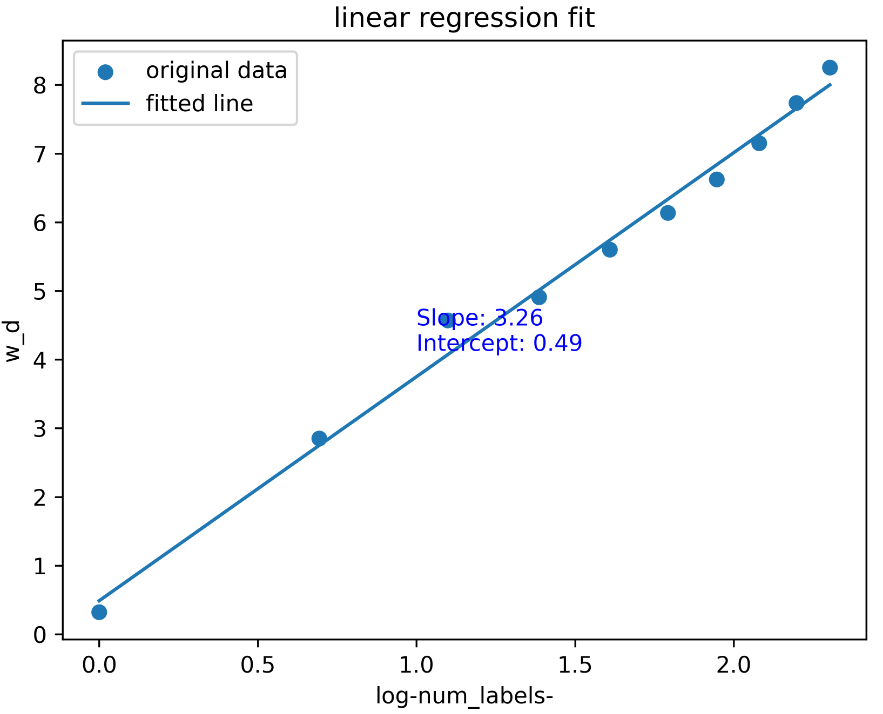 linear regression fit
original data
fitted line
8
7
6
5
4
3
2
1
0
w_d
Slope: 3.26
Intercept: 0.49
0.0 0.5 1.0 1.5 2.0
log-num_labels-